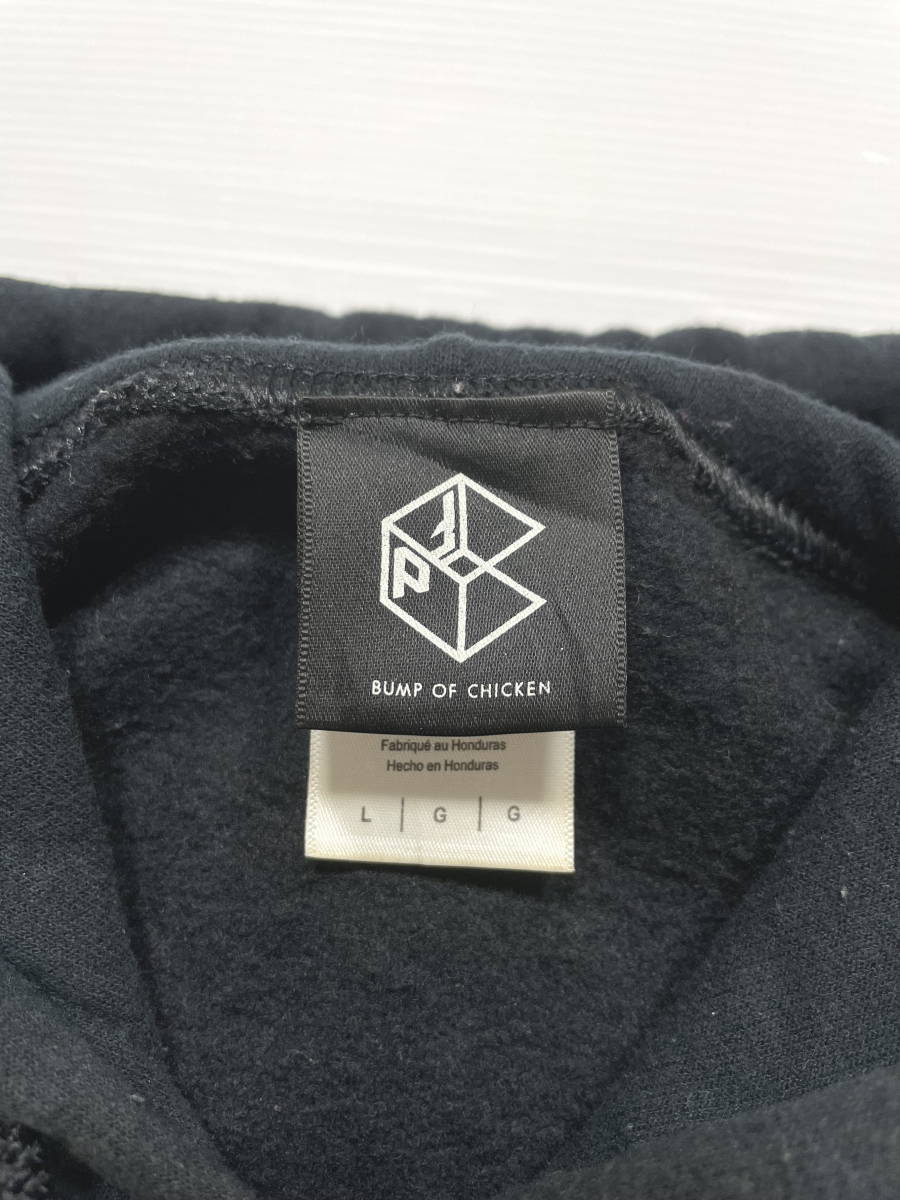 BUMP OF CHICKEN
Fabriqué au Honduras
Hecho en Honduras
L | G | G